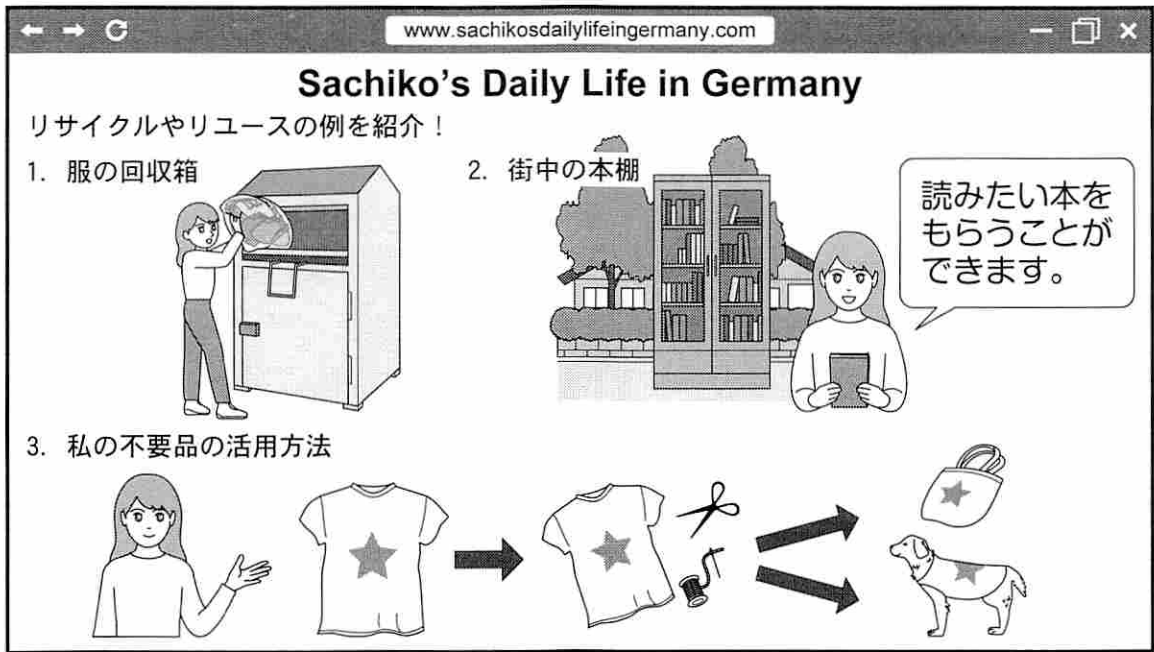 www.sachikosdailylifeingermany.com
Sachiko's Daily Life in Germany
リサイクルやリユースの例を紹介！
1. 服の回収箱
2. 街中の本棚
読みたい本を
もらうことが
できます。
3. 私の不要品の活用方法